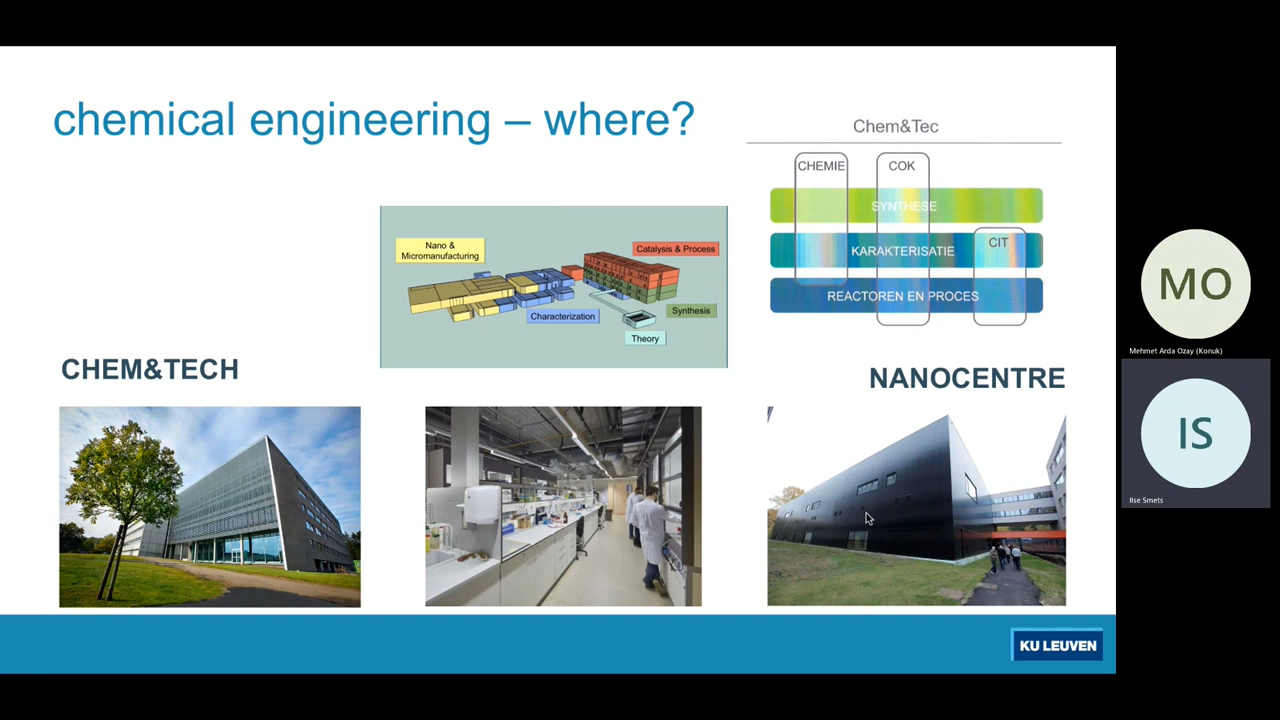 chemical engineering – where?
Chem&Tec
CHEMIE
COK
SYNTHESE
KARAKTERISATIE
CIT
REACTOREN EN PROCES
Nano &
Micromanufacturing
Catalysis & Process
Characterization
Synthesis
Theory
CHEM&TECH
NANOCENTRE
KU LEUVEN
MO
Mehmet Arda Ozay (Konuk)
IS
Ilse Smets